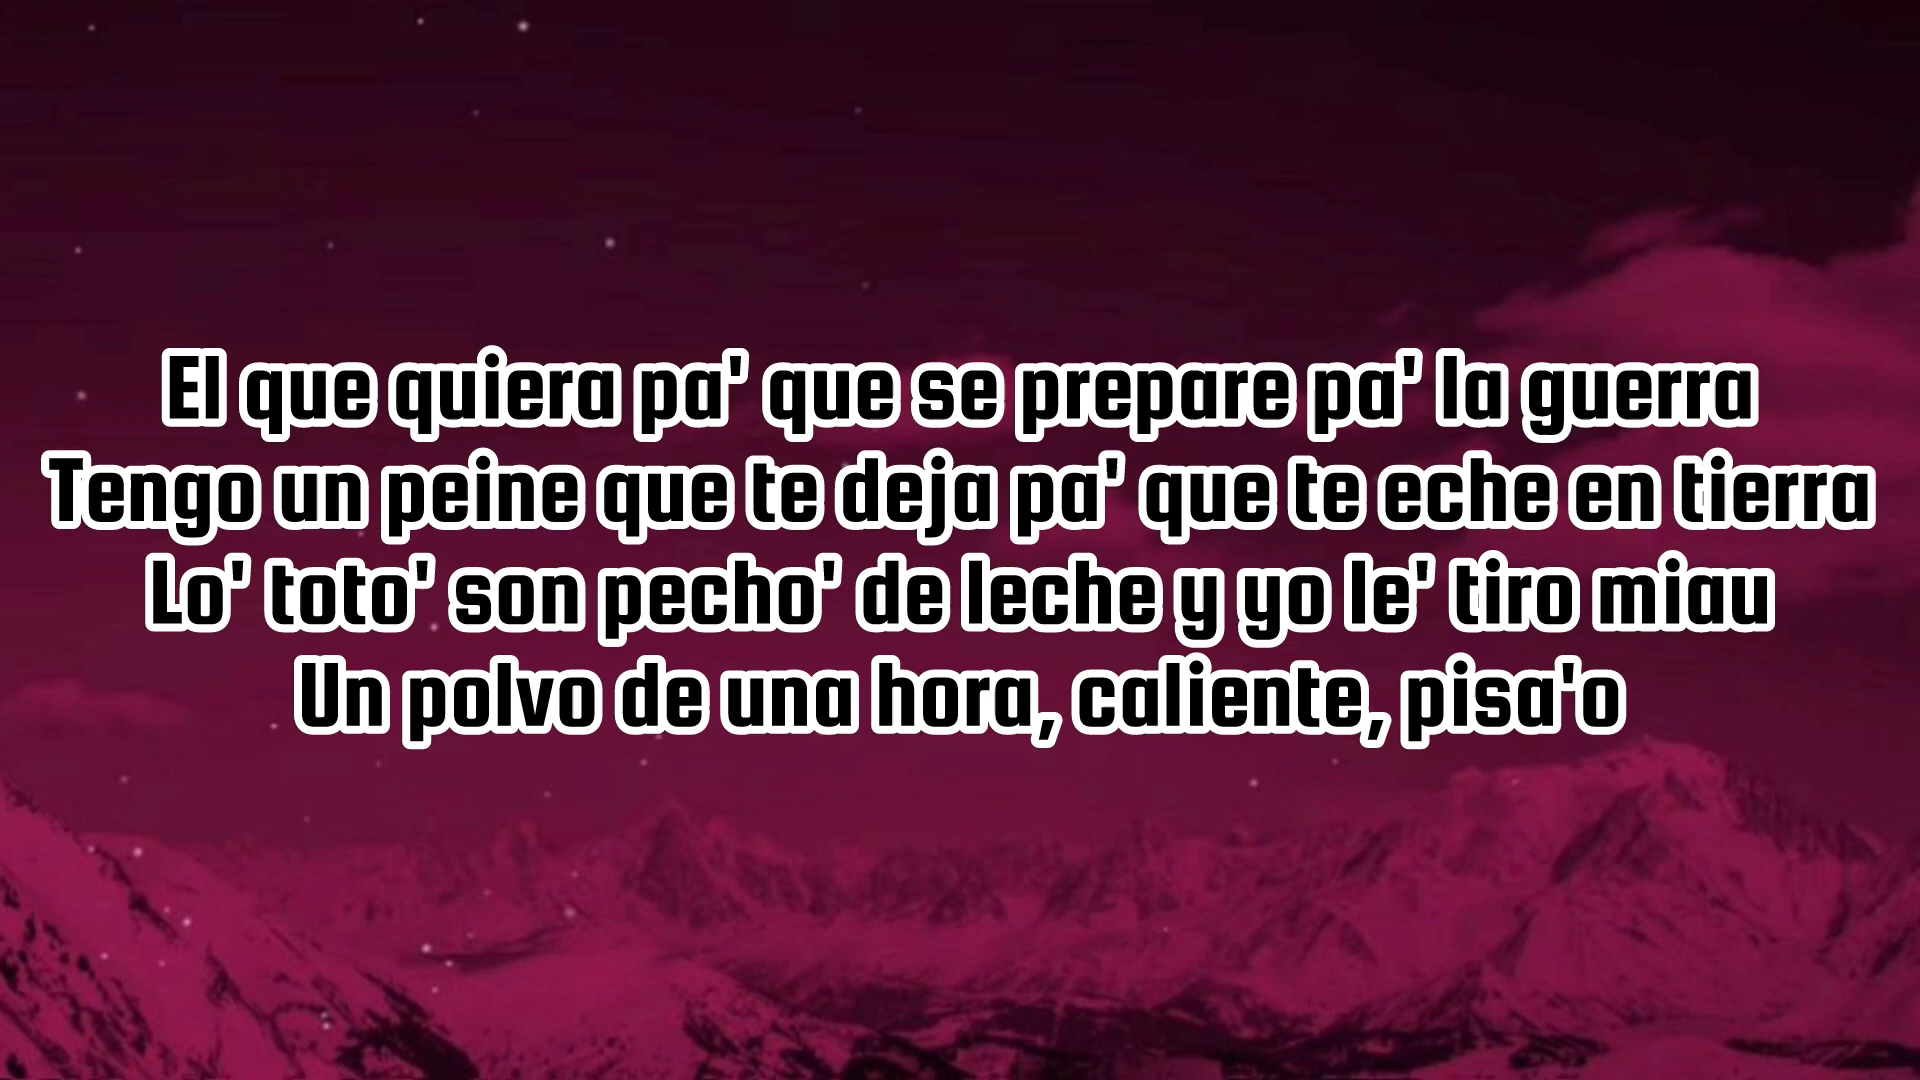 El que quiera pa' que se prepare pa' la guerra
Tengo un peine que te deja pa' que te eche en tierra
Lo' toto' son pecho' de leche y yo le' tiro miau
Un polvo de una hora, caliente, pisa'o